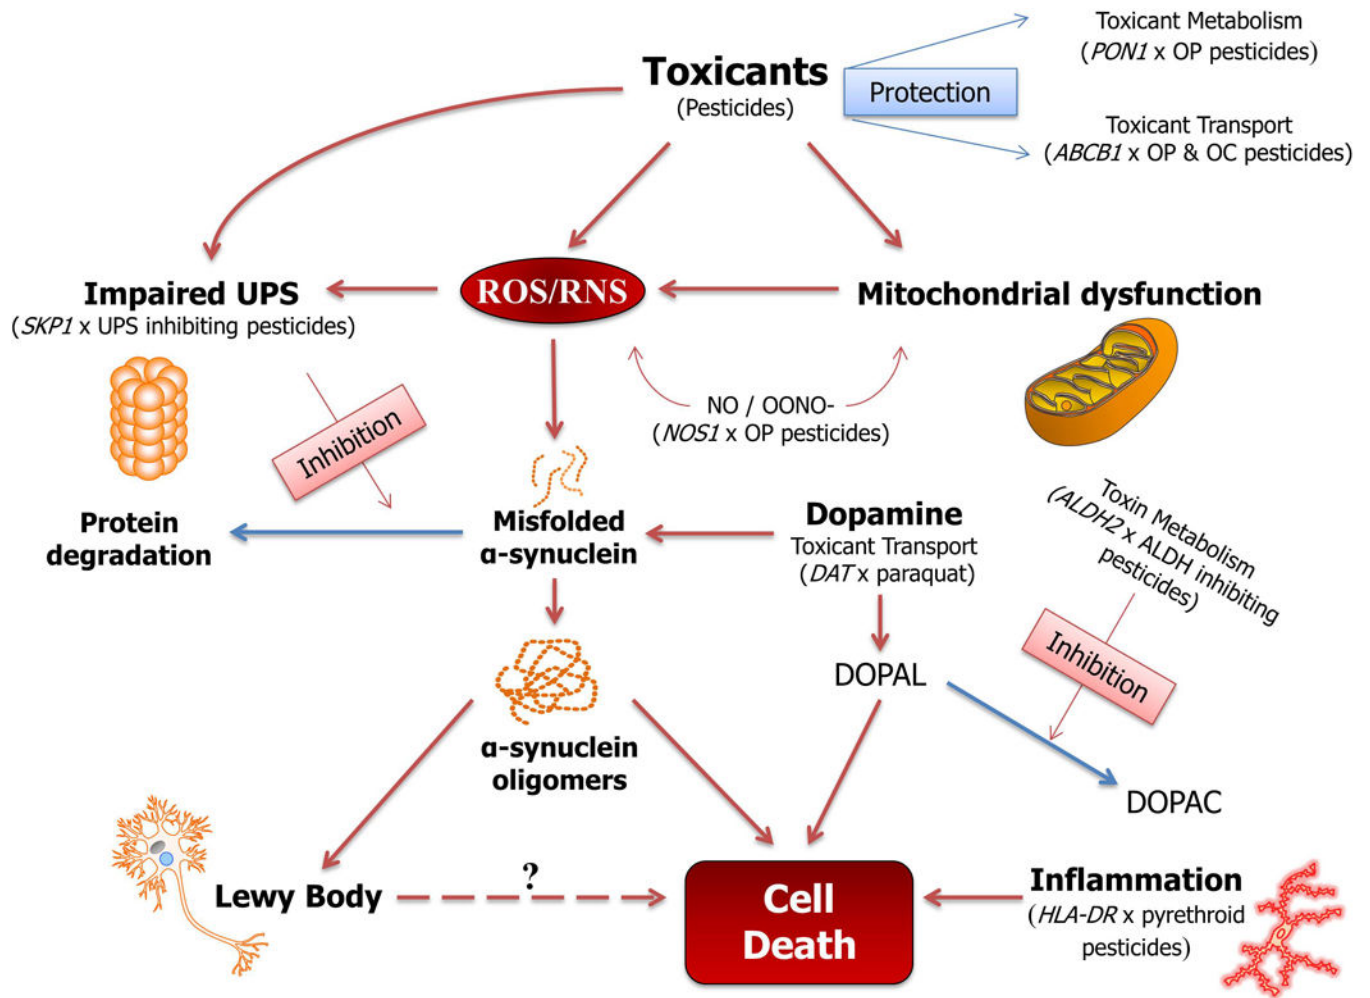 Toxicant Metabolism
(PON1 x OP pesticides)
Toxicants
(Pesticides)
Protection
Toxicant Transport
(ABCB1 x OP & OC pesticides)
Impaired UPS
(SKP1 x UPS inhibiting pesticides)
ROS/RNS
Mitochondrial dysfunction
Inhibition
NO / OONO-
(NOS1 x OP pesticides)
Protein
degradation
Misfolded
α-synuclein
Dopamine
Toxicant Transport
(DAT x paraquat)
Toxin Metabolism
(ALDH2 x ALDH inhibiting
pesticides)
Inhibition
DOPAL
α-synuclein
oligomers
DOPAC
Lewy Body
?
Cell
Death
Inflammation
(HLA-DR x pyrethroid
pesticides)